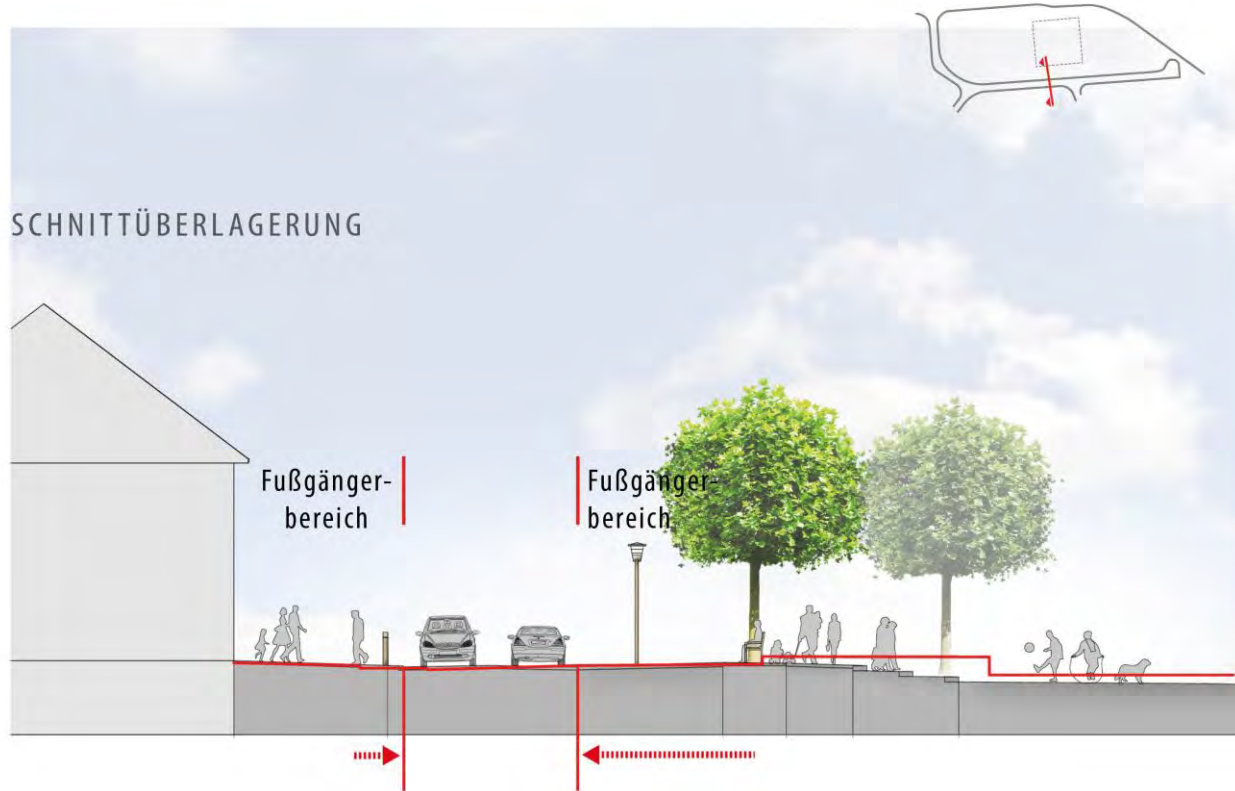 SCHNITTÜBERLAGERUNG
Fußgänger-
bereich
Fußgänger-
bereich